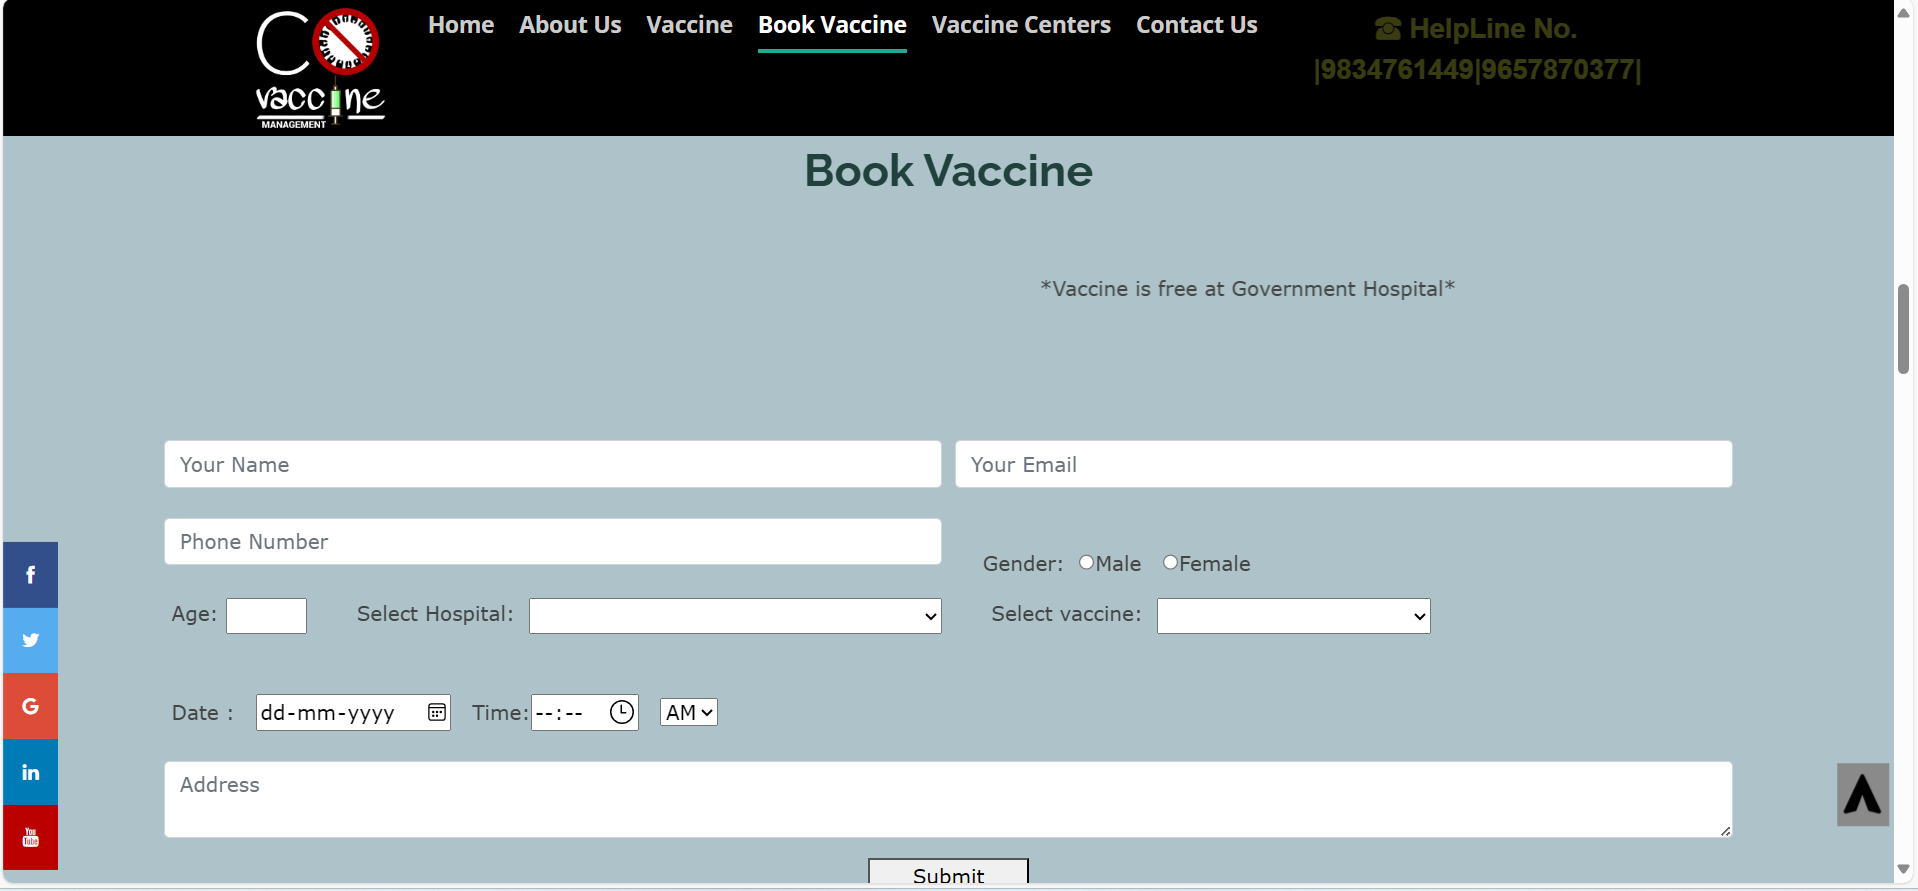 CO
vaccine
MANAGEMENT
Home About Us Vaccine Book Vaccine Vaccine Centers Contact Us
☎ HelpLine No.
|9834761449|9657870377|
Book Vaccine
*Vaccine is free at Government Hospital*
Your Name Your Email
Phone Number
Gender: Male Female
Age: Select Hospital: Select vaccine:
Date : dd-mm-yyyy Time: --:-- AM
Address
Submit
f
G
in
You
Tube